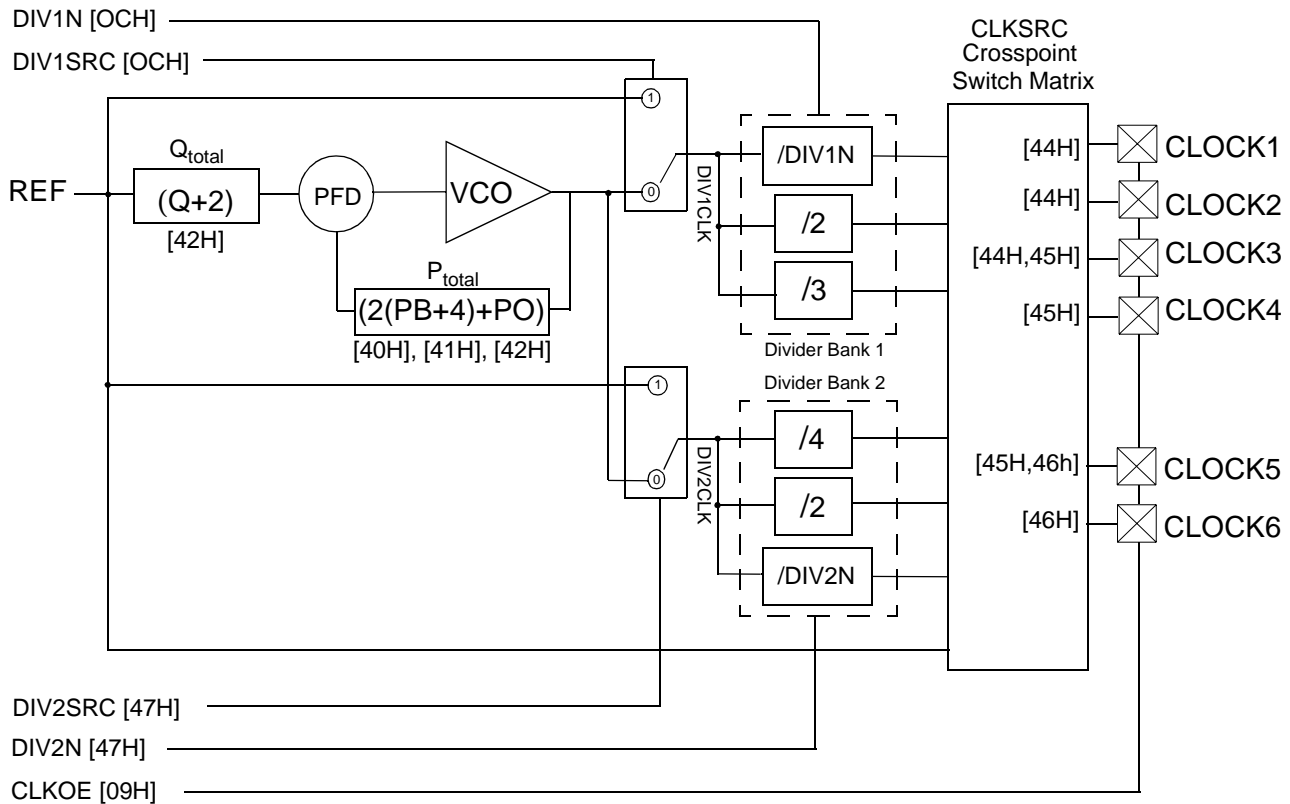 DIV1N [OCH]
DIV1SRC [OCH]
CLKSRC
Crosspoint
Switch Matrix
1
Qtotal
REF
(Q+2)
[42H]
PFD
VCO
0
DIV1CLK
/DIV1N
/2
/3
Divider Bank 1
Ptotal
(2(PB+4)+PO)
[40H], [41H], [42H]
[44H]
CLOCK1
[44H]
CLOCK2
[44H,45H]
CLOCK3
[45H]
CLOCK4
Divider Bank 2
1
0
DIV2CLK
/4
/2
/DIV2N
[45H,46h]
CLOCK5
[46H]
CLOCK6
DIV2SRC [47H]
DIV2N [47H]
CLKOE [09H]